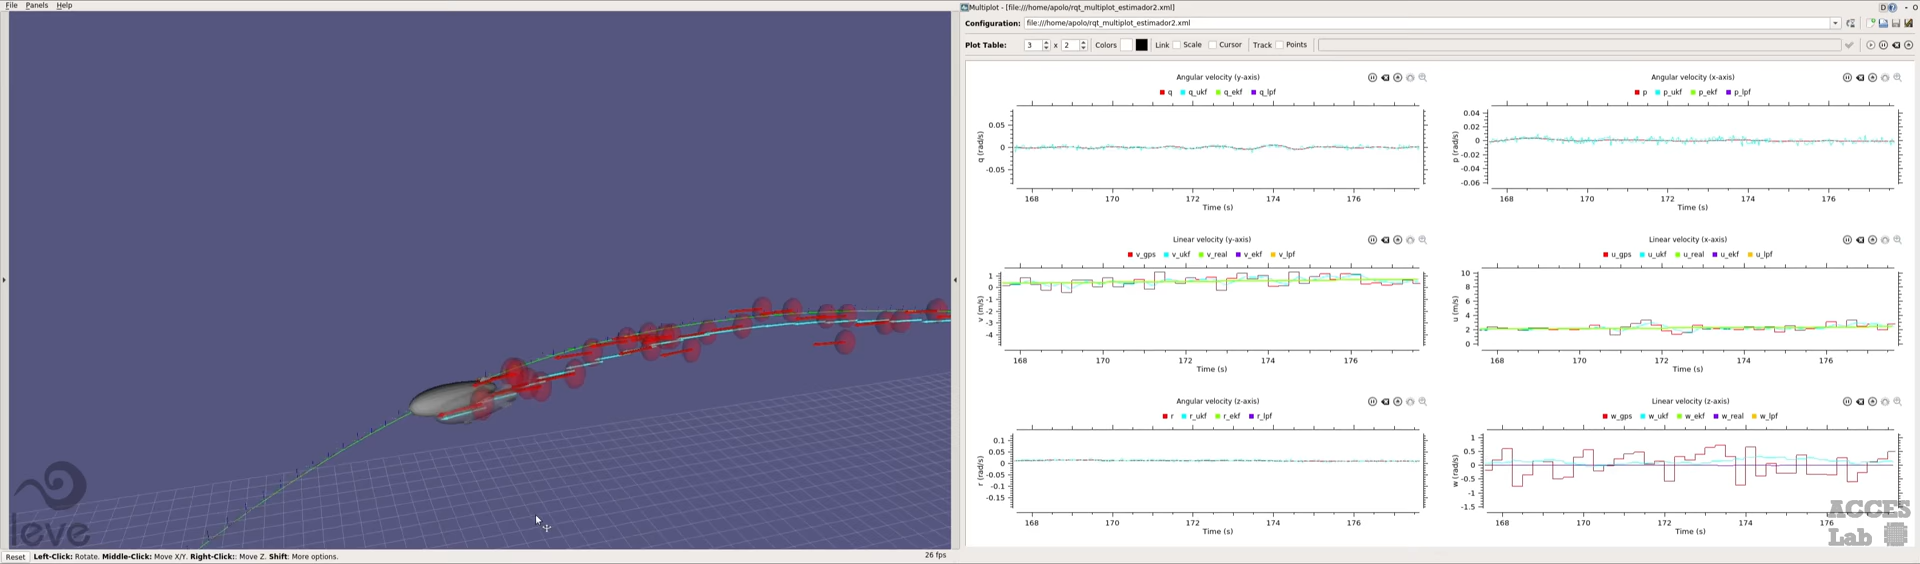 File Panels Help
leve
Reset Left-Click: Rotate. Middle-Click: Move X/Y. Right-Click:: Move Z. Shift: More options. 26 fps
Multiplot - [file:///home/apolo/rqt_multiplot_estimador2.xml]
Configuration: file:///home/apolo/rqt_multiplot_estimador2.xml
Plot Table: 3 x 2 Colors Link Scale Cursor Track Points
Angular velocity (y-axis)
q q_ukf q_ekf q_lpf
q (rad/s)
0.05
0
-0.05
168 170 172 174 176
Time (s)
Angular velocity (x-axis)
p p_ukf p_ekf p_lpf
p (rad/s)
0.04
0.02
0
-0.02
-0.04
-0.06
168 170 172 174 176
Time (s)
Linear velocity (y-axis)
v_gps v_ukf v_real v_ekf v_lpf
v (m/s)
1
0
-1
-2
-3
-4
168 170 172 174 176
Time (s)
Linear velocity (x-axis)
u_gps u_ukf u_real u_ekf u_lpf
u (m/s)
10
8
6
4
2
0
168 170 172 174 176
Time (s)
Angular velocity (z-axis)
r r_ukf r_ekf r_lpf
r (rad/s)
0.1
0.05
0
-0.05
-0.1
-0.15
168 170 172 174 176
Time (s)
Linear velocity (z-axis)
w_gps w_ukf w_ekf w_real w_lpf
w (m/s)
1
0.5
0
-0.5
-1
-1.5
168 170 172 174 176
Time (s)
ACCES
Lab